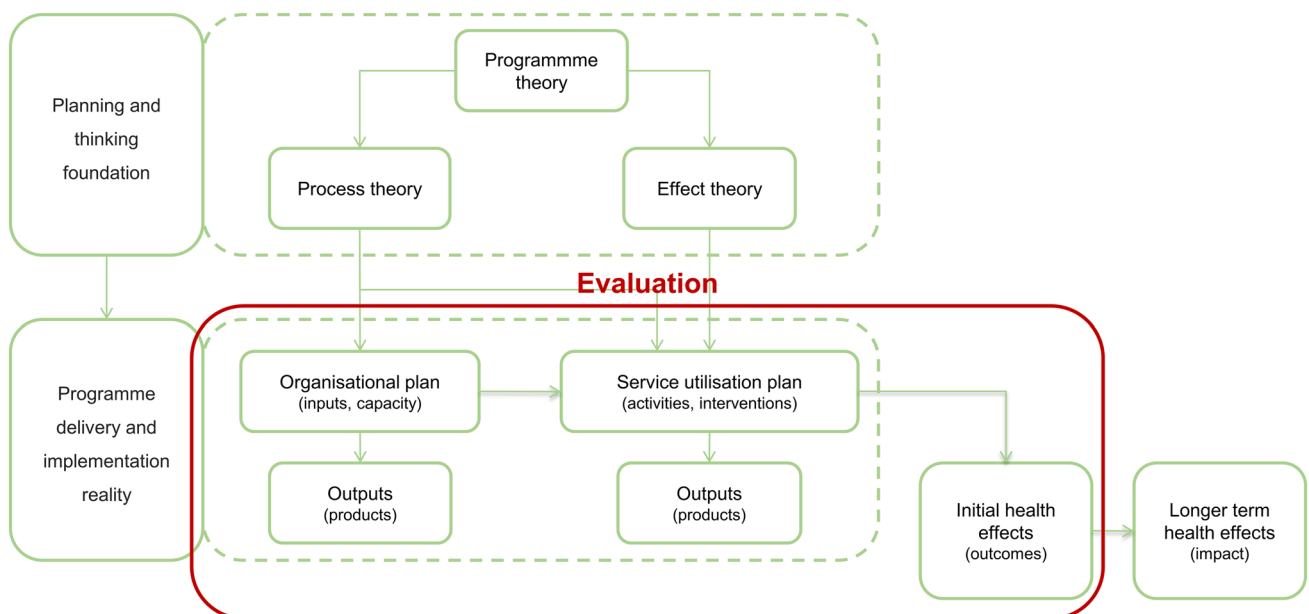 Programmme
theory
Planning and
thinking
foundation
Process theory
Effect theory
Evaluation
Programme
delivery and
implementation
reality
Organisational plan
(inputs, capacity)
Service utilisation plan
(activities, interventions)
Outputs
(products)
Outputs
(products)
Initial health
effects
(outcomes)
Longer term
health effects
(impact)